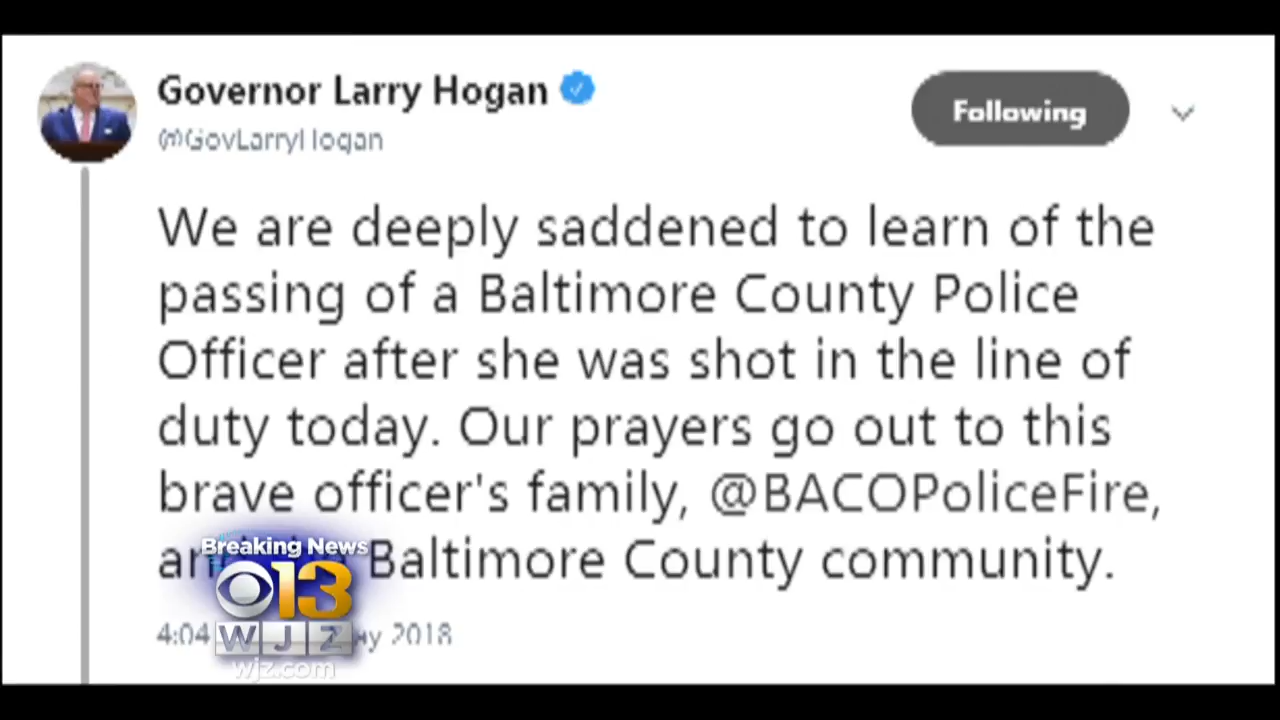 Governor Larry Hogan
@GovLarryHogan
Following
We are deeply saddened to learn of the
passing of a Baltimore County Police
Officer after she was shot in the line of
duty today. Our prayers go out to this
brave officer's family, @BACOPoliceFire,
Baltimore County community.
Breaking News
13
4:04 2018
WJZ
wjz.com